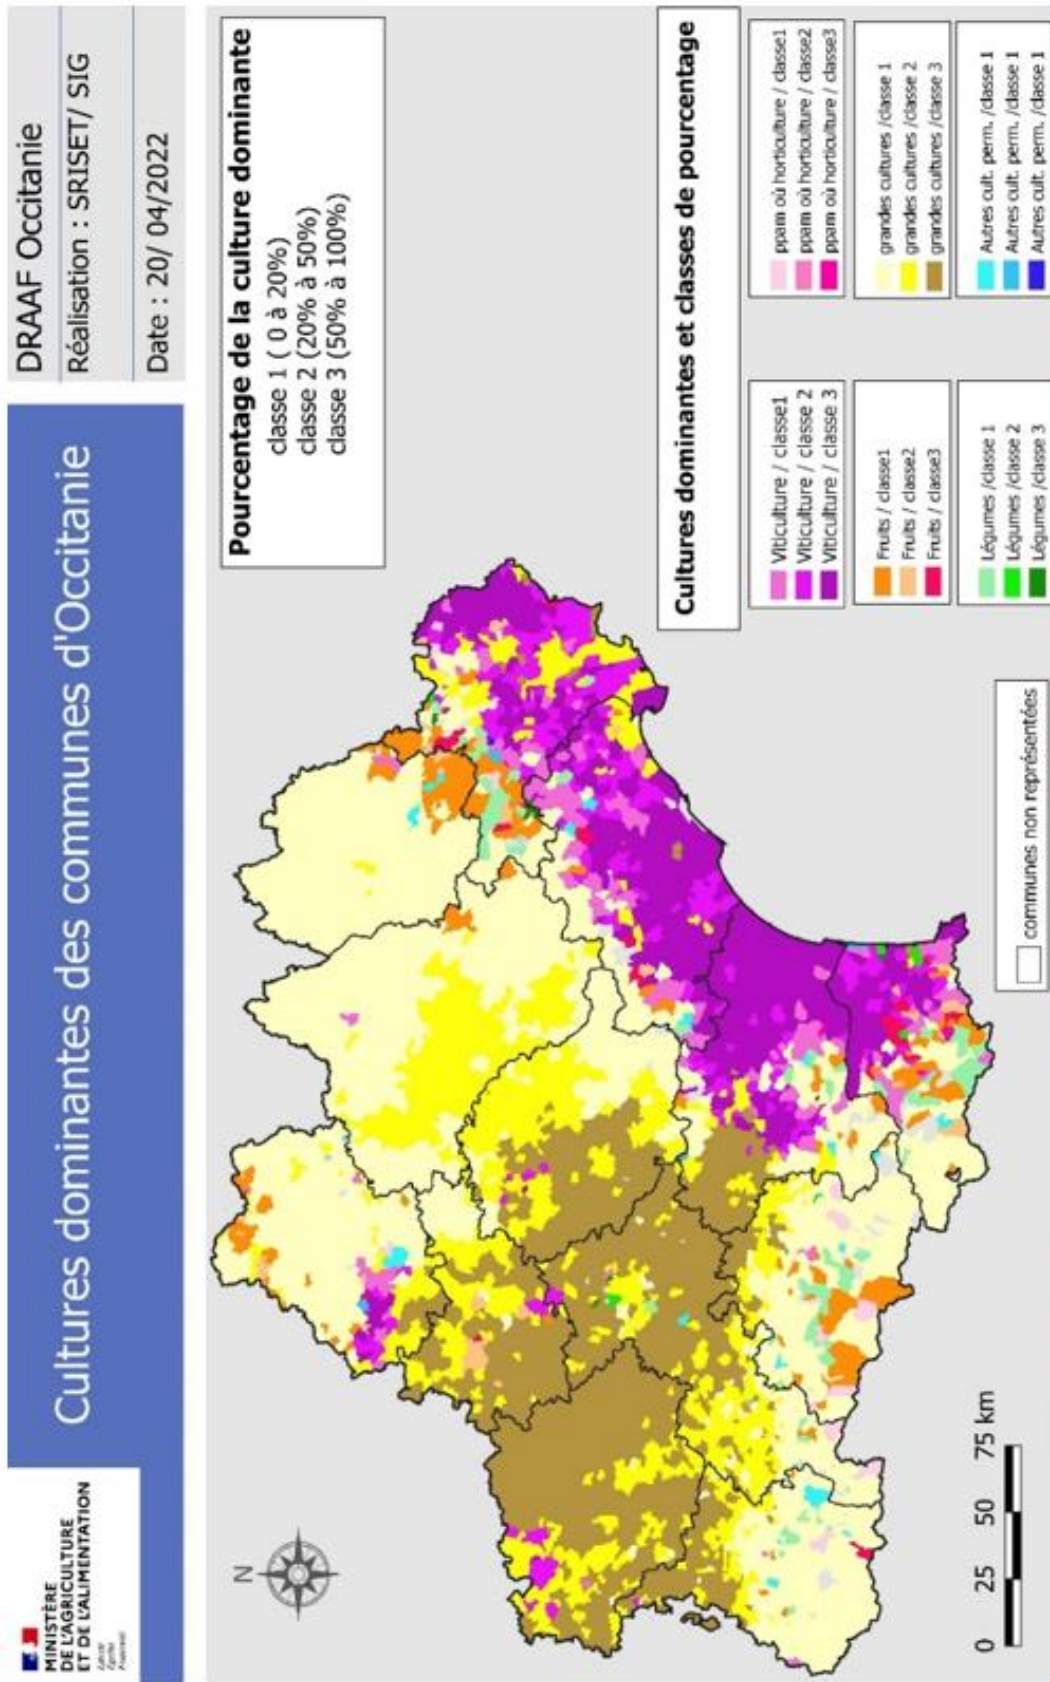 MINISTÈRE
DE L'AGRICULTURE
ET DE L'ALIMENTATION
Liberté
Égalité
Fraternité
Cultures dominantes des communes d'Occitanie
DRAAF Occitanie
Réalisation : SRISET/ SIG
Date : 20/ 04/2022
N
Pourcentage de la culture dominante
classe 1 ( 0 à 20%)
classe 2 (20% à 50%)
classe 3 (50% à 100%)
Cultures dominantes et classes de pourcentage
Viticulture / classe1
Viticulture / classe 2
Viticulture / classe 3
ppam où horticulture / classe1
ppam où horticulture / classe2
ppam où horticulture / classe3
Fruits / classe1
Fruits / classe2
Fruits / classe3
grandes cultures /classe 1
grandes cultures /classe 2
grandes cultures /classe 3
Légumes /classe 1
Légumes /classe 2
Légumes /classe 3
Autres cult. perm. /classe 1
Autres cult. perm. /classe 1
Autres cult. perm. /classe 1
communes non représentées
0 25 50 75 km